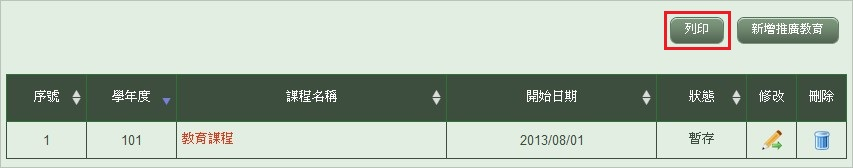 列印 新增推廣教育
序號 學年度 課程名稱 開始日期 狀態 修改 刪除
1 101 教育課程 2013/08/01 暫存